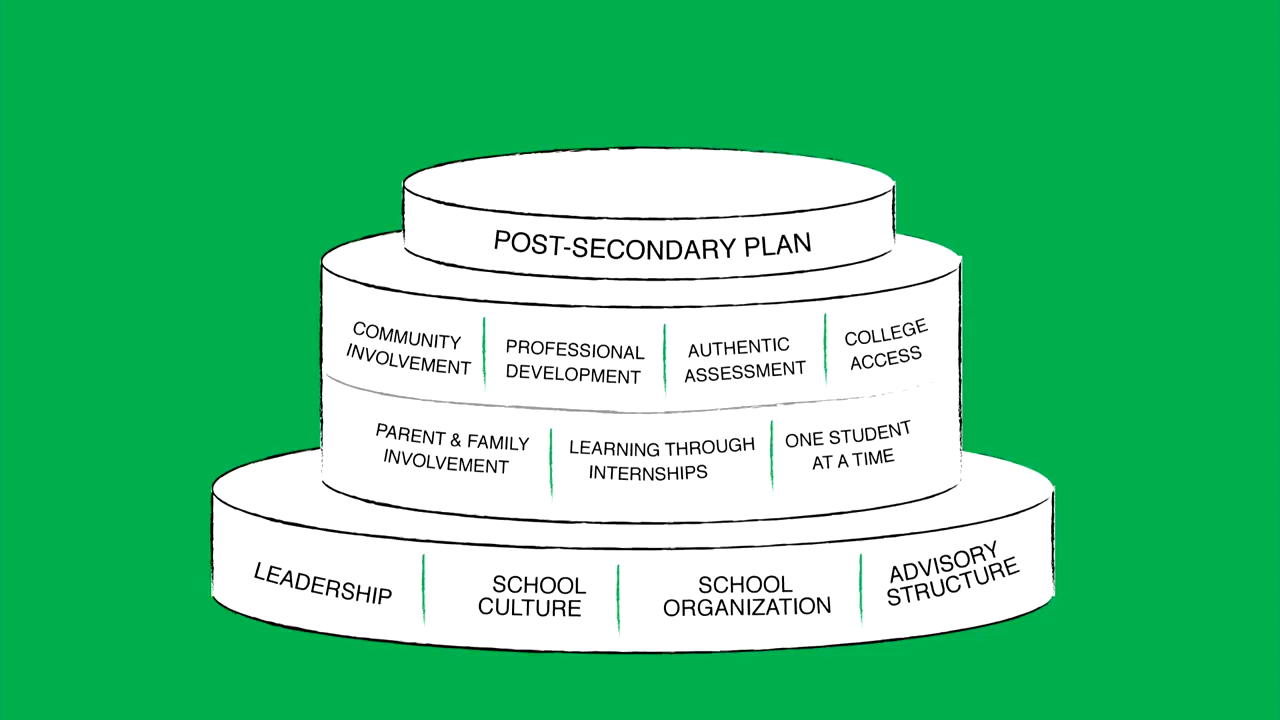 POST-SECONDARY PLAN
COMMUNITY
INVOLVEMENT
PROFESSIONAL
DEVELOPMENT
AUTHENTIC
ASSESSMENT
COLLEGE
ACCESS
PARENT & FAMILY
INVOLVEMENT
LEARNING THROUGH
INTERNSHIPS
ONE STUDENT
AT A TIME
LEADERSHIP
SCHOOL
CULTURE
SCHOOL
ORGANIZATION
ADVISORY
STRUCTURE